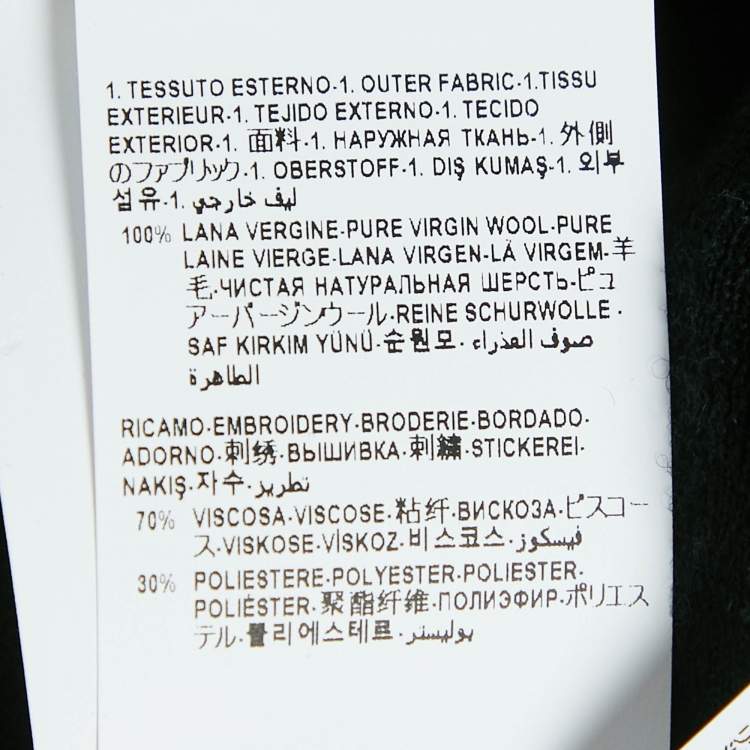 1. TESSUTO ESTERNO-1. OUTER FABRIC-1.TISSU
EXTERIEUR-1. TEJIDO EXTERNO-1. TECIDO
EXTERIOR-1. 面料-1. НАРУЖНАЯ ТКАНЬ-1. 外側
のファブリック-1. OBERSTOFF-1. DIŞ KUMAŞ-1. 외부
섬유-1. ليف خارجي
100% LANA VERGINE-PURE VIRGIN WOOL-PURE
LAINE VIERGE-LANA VIRGEN-LÃ VIRGEM-羊
毛-ЧИСТАЯ НАТУРАЛЬНАЯ ШЕРСТЬ-ピュ
アーバージンウール-REINE SCHURWOLLE-
SAF KIRKIM YÜNÜ-순원모-صوف العذراء
الطاهرة
RICAMO-EMBROIDERY-BRODERIE-BORDADO-
ADORNO-刺绣-ВЫШИВКА-刺繍-STICKEREI-
NAKIŞ-자수-تطريز
70% VISCOSA-VISCOSE-粘纤-ВИСКОЗА-ビスコー
ス-VISKOSE-VİSKOZ-비스코스-فيسكوز
30% POLIESTERE-POLYESTER-POLIESTER-
POLIÉSTER-聚酯纤维-ПОЛИЭФИР-ポリエス
テル-폴리에스테르-بوليستر